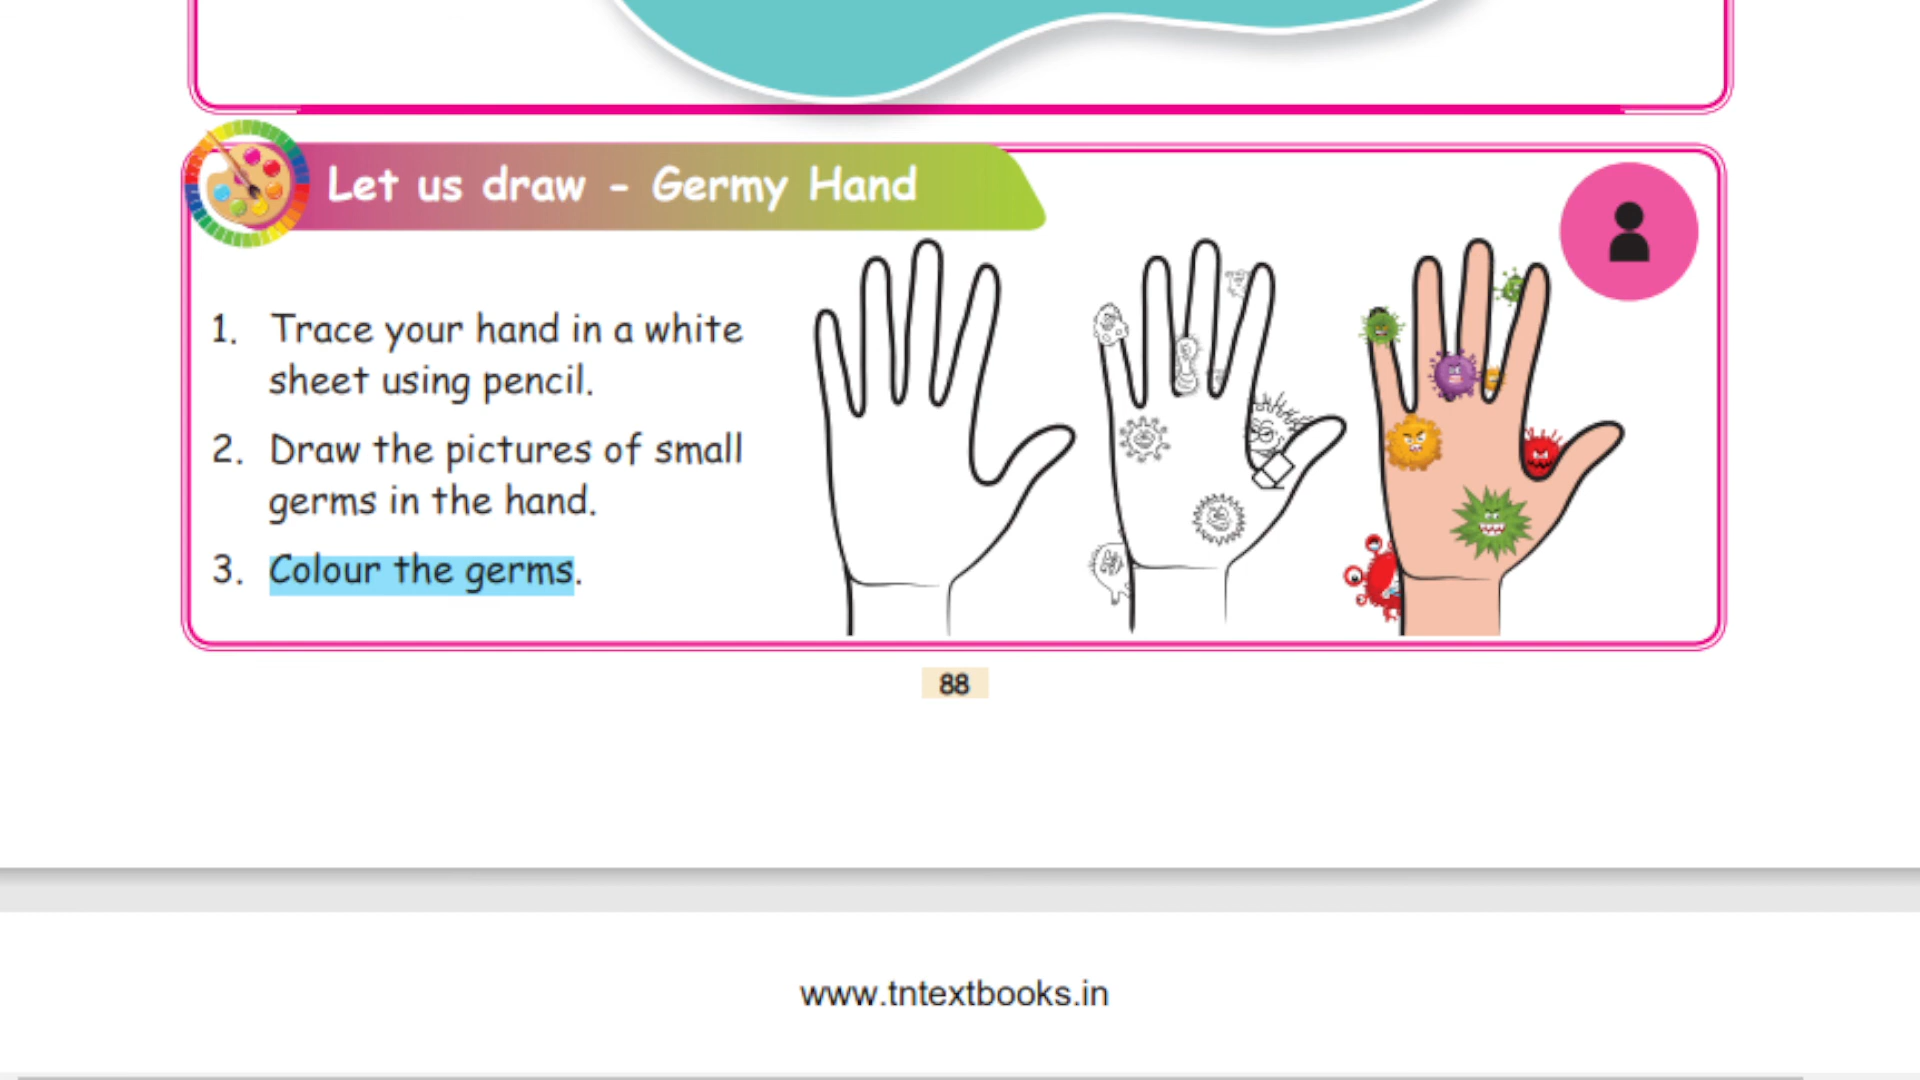 Let us draw - Germy Hand
1. Trace your hand in a white
sheet using pencil.
2. Draw the pictures of small
germs in the hand.
3. Colour the germs.
88
www.tntextbooks.in